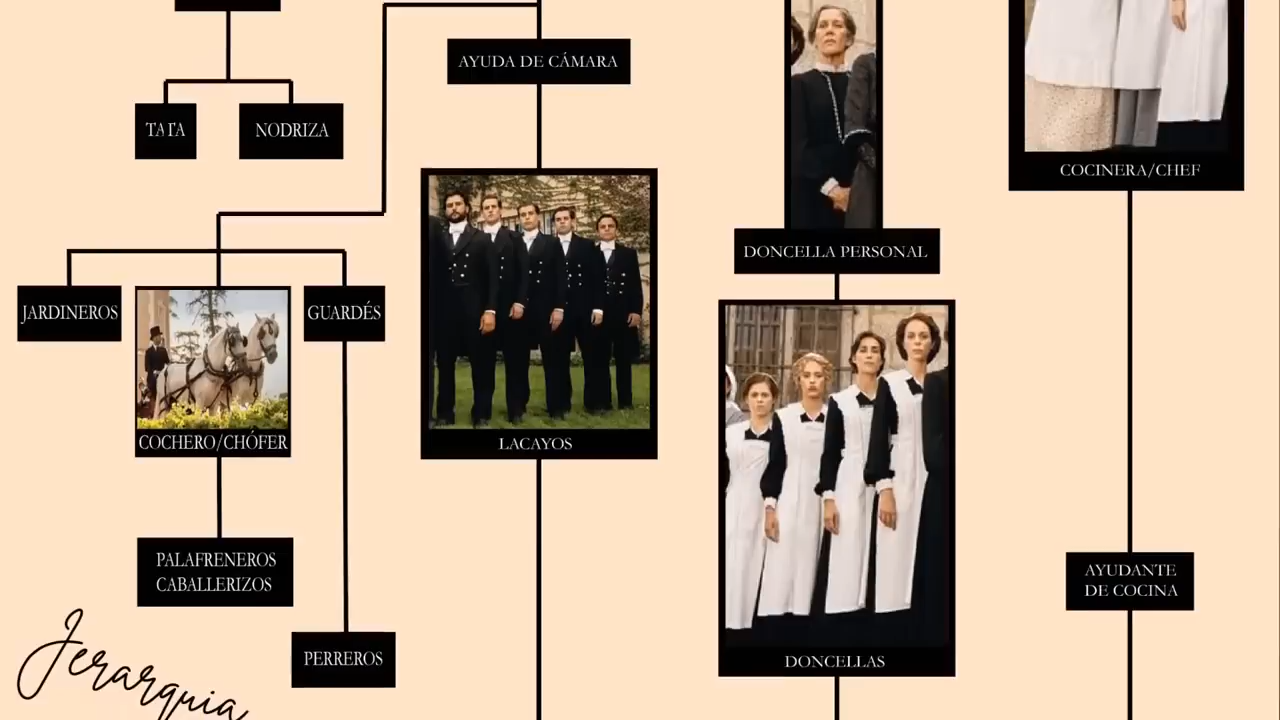 AYUDA DE CÁMARA
TATA
NODRIZA
COCINERA/CHEF
DONCELLA PERSONAL
JARDINEROS
GUARDÉS
COCHERO/CHÓFER
LACAYOS
PALAFRENEROS
CABALLERIZOS
AYUDANTE
DE COCINA
PERREROS
DONCELLAS
Jerarquia